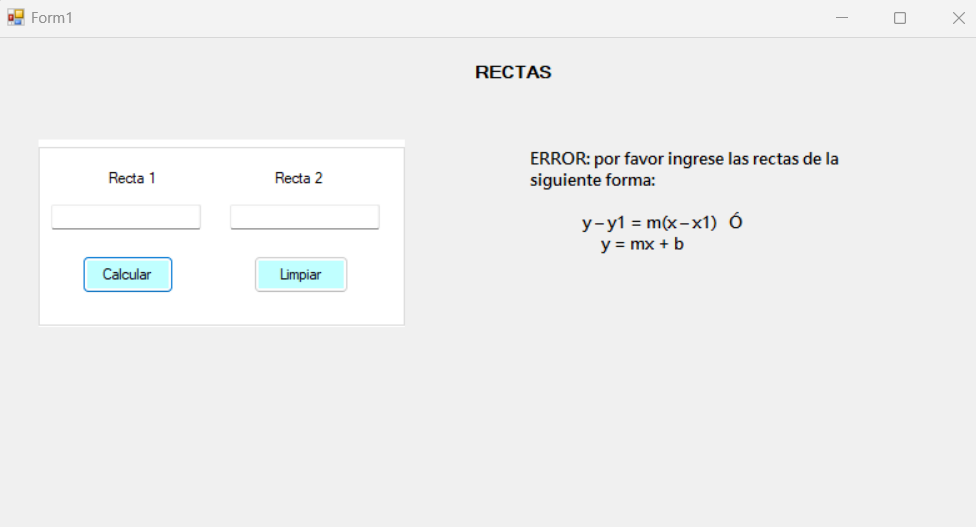 Form1
RECTAS
Recta 1
Recta 2
Calcular
Limpiar
ERROR: por favor ingrese las rectas de la
siguiente forma:
y – y1 = m(x – x1) Ó
y = mx + b